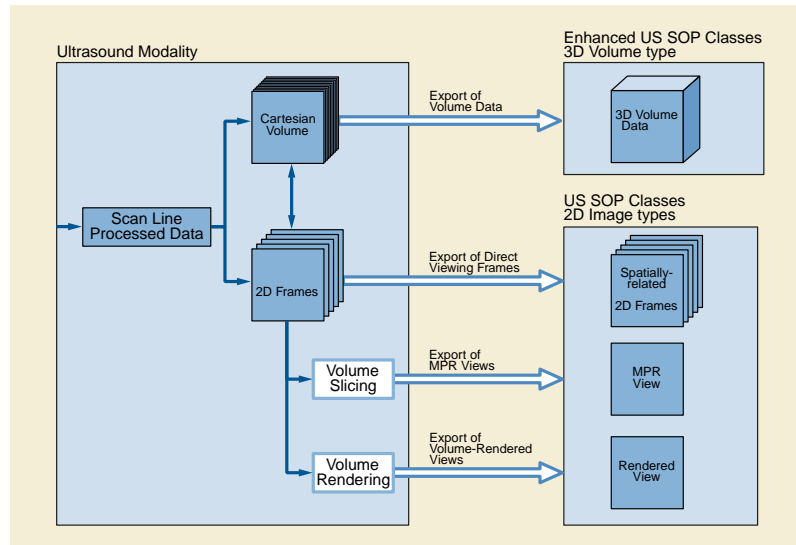 Ultrasound Modality
Enhanced US SOP Classes
3D Volume type
Cartesian
Volume
Export of
Volume Data
3D Volume
Data
Scan Line
Processed Data
US SOP Classes
2D Image types
2D Frames
Export of Direct
Viewing Frames
Spatially-
related
2D Frames
Volume
Slicing
Export of
MPR Views
MPR
View
Volume
Rendering
Export of
Volume-Rendered
Views
Rendered
View